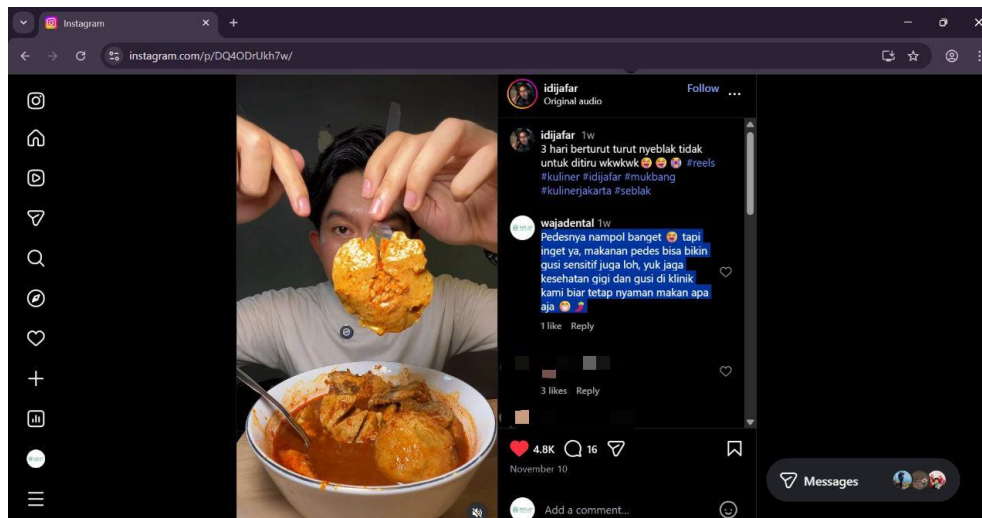 Instagram
instagram.com/p/DQ4ODrUkh7w/
idijafar
Follow
Original audio
idijafar 1w
3 hari berturut turut nyeblak tidak
untuk ditiru wkwkwk😝😝😭 #reels
#kuliner #idijafar #mukbang
#kulinerjakarta #seblak
wajadental 1w
Pedesnya nampol banget 🥵 tapi
inget ya, makanan pedes bisa bikin
gusi sensitif juga loh, yuk jaga
kesehatan gigi dan gusi di klinik
kami biar tetap nyaman makan apa
aja 😁🌶️
1 like Reply
3 likes Reply
4.8K 16
November 10
Add a comment...
Messages